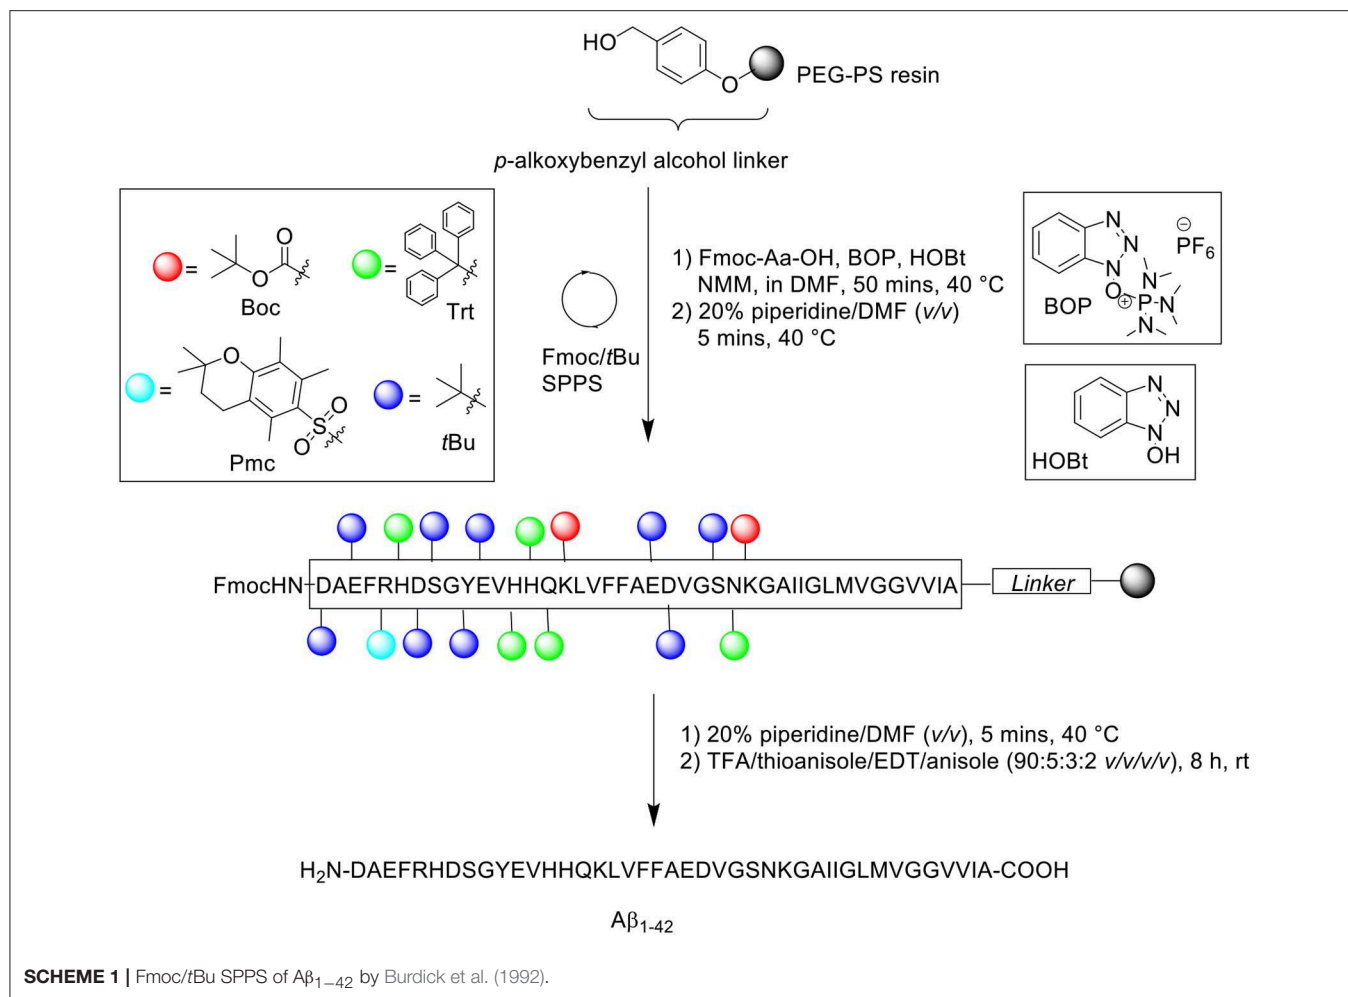 HO
O
PEG-PS resin
p-alkoxybenzyl alcohol linker
=
O
O
Boc
=
Trt
=
O
S
O
O
Pmc
=
tBu
Fmoc/tBu
SPPS
1) Fmoc-Aa-OH, BOP, HOBt
NMM, in DMF, 50 mins, 40 °C
2) 20% piperidine/DMF (v/v)
5 mins, 40 °C
N
N
N
O
⊕
P
N
N
N
⊖
PF6
BOP
N
N
N
OH
HOBt
FmocHN
DAEFRHDSGYEVHHQKLVFFAEDVGSNKGAIIGLMVGGVVIA
Linker
1) 20% piperidine/DMF (v/v), 5 mins, 40 °C
2) TFA/thioanisole/EDT/anisole (90:5:3:2 v/v/v/v), 8 h, rt
H2N-DAEFRHDSGYEVHHQKLVFFAEDVGSNKGAIIGLMVGGVVIA-COOH
Aβ1-42
SCHEME 1 | Fmoc/tBu SPPS of Aβ1−42 by Burdick et al. (1992).